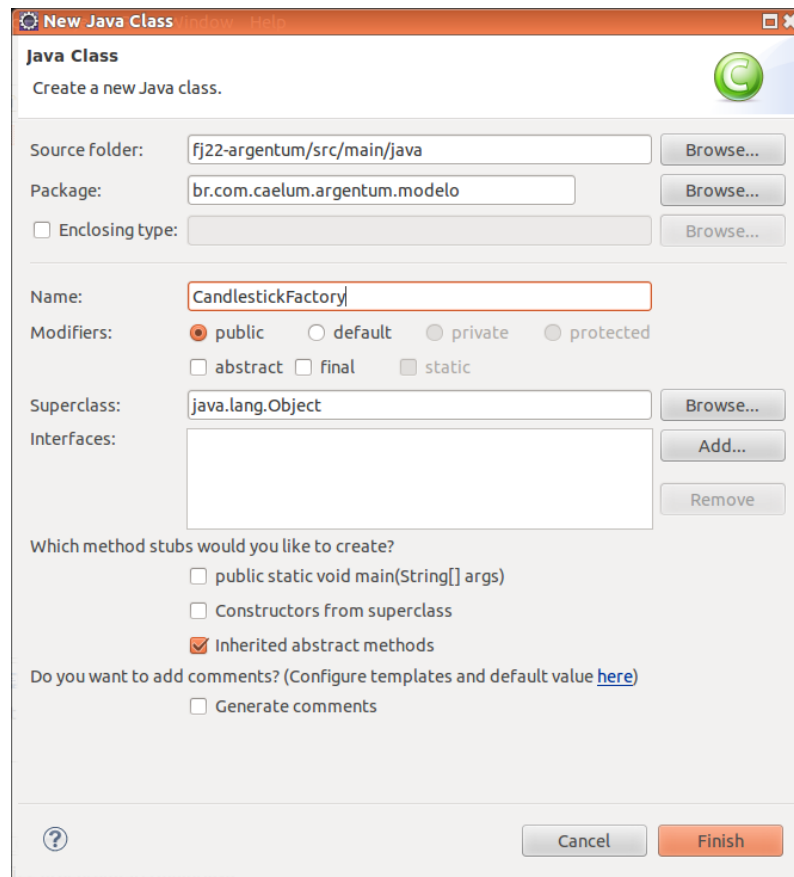 New Java Class Window Help
Java Class
Create a new Java class.
C
Source folder: fj22-argentum/src/main/java Browse...
Package: br.com.caelum.argentum.modelo Browse...
Enclosing type: Browse...
Name: CandlestickFactory
Modifiers: public default private protected
abstract final static
Superclass: java.lang.Object Browse...
Interfaces: Add...
Remove
Which method stubs would you like to create?
public static void main(String[] args)
Constructors from superclass
Inherited abstract methods
Do you want to add comments? (Configure templates and default value here)
Generate comments
? Cancel Finish